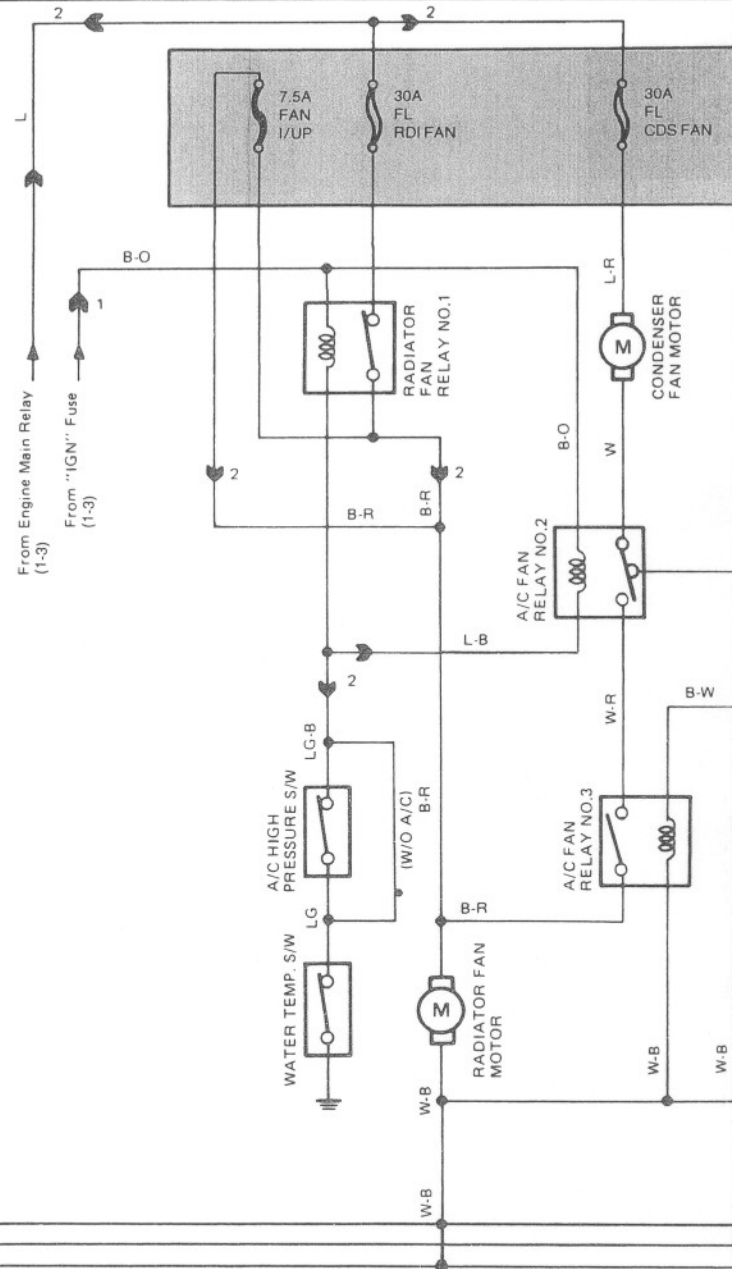 2
2
L
7.5A
FAN
I/UP
30A
FL
RDI FAN
30A
FL
CDS FAN
B-O
1
L-R
RADIATOR
FAN
RELAY NO.1
M
CONDENSER
FAN MOTOR
From Engine Main Relay
(1-3)
From "IGN" Fuse
(1-3)
2
2
B-R
B-R
B-O
W
A/C FAN
RELAY NO.2
L-B
2
W-R
B-W
LG-B
A/C HIGH
PRESSURE S/W
(W/O A/C)
B-R
A/C FAN
RELAY NO.3
LG
B-R
WATER TEMP. S/W
M
RADIATOR FAN
MOTOR
W-B
W-B
W-B
W-B